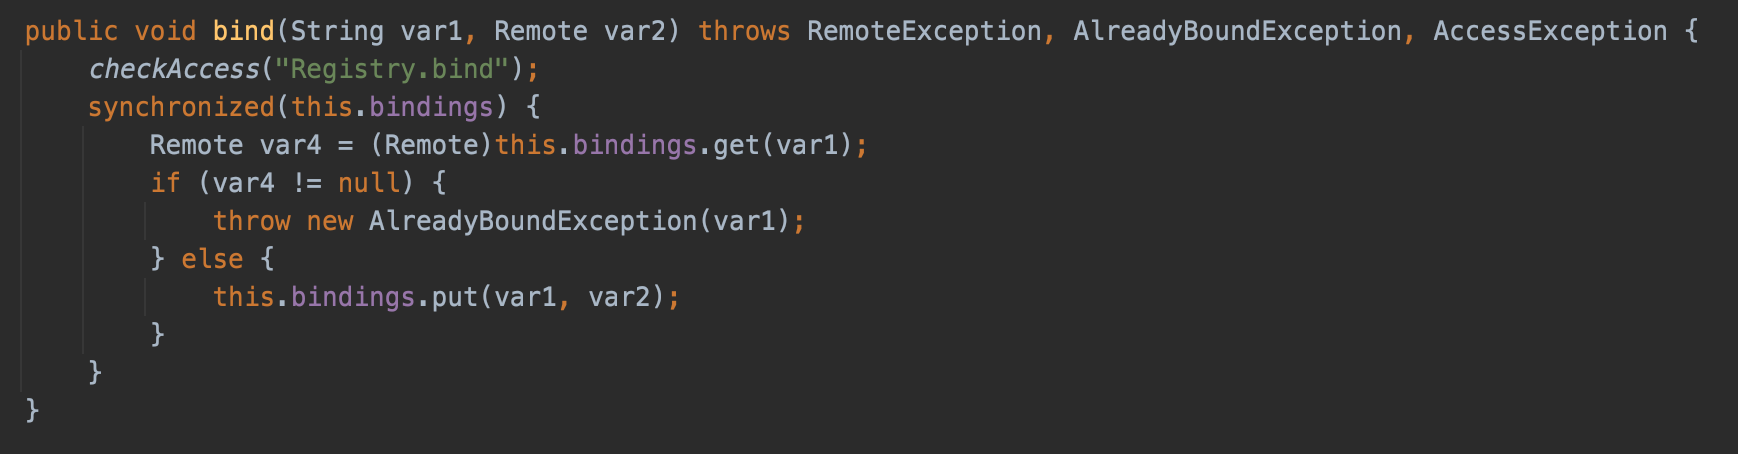 public void bind(String var1, Remote var2) throws RemoteException, AlreadyBoundException, AccessException {
    checkAccess("Registry.bind");
    synchronized(this.bindings) {
        Remote var4 = (Remote)this.bindings.get(var1);
        if (var4 != null) {
            throw new AlreadyBoundException(var1);
        } else {
            this.bindings.put(var1, var2);
        }
    }
}